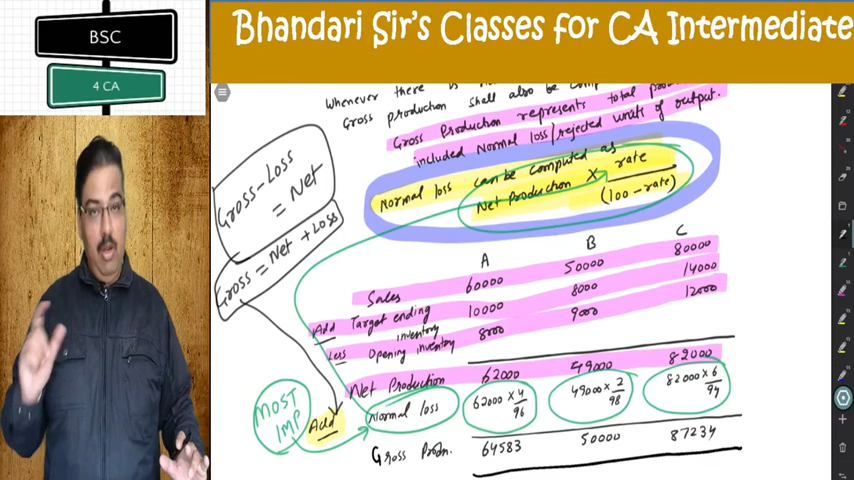 Bhandari Sir's Classes for CA Intermediate
BSC
4 CA
Whenever there is
Gross production shall also be
Gross Production represents total
included Normal loss/rejected units of output.
Normal loss can be computed as
Net Production × rate
(100 - rate)
Gross - Loss
= Net
Gross = Net + Loss
A B C
Sales 60000 50000 80000
Add Target ending 10000 8000 14000
inventory
Less Opening inventory 8000 9000 12000
Net Production 62000 49000 82000
MOST
IMP
Add Normal loss 62000 × 4/96 49000 × 2/98 82000 × 6/94
Gross Prodn. 64583 50000 87234